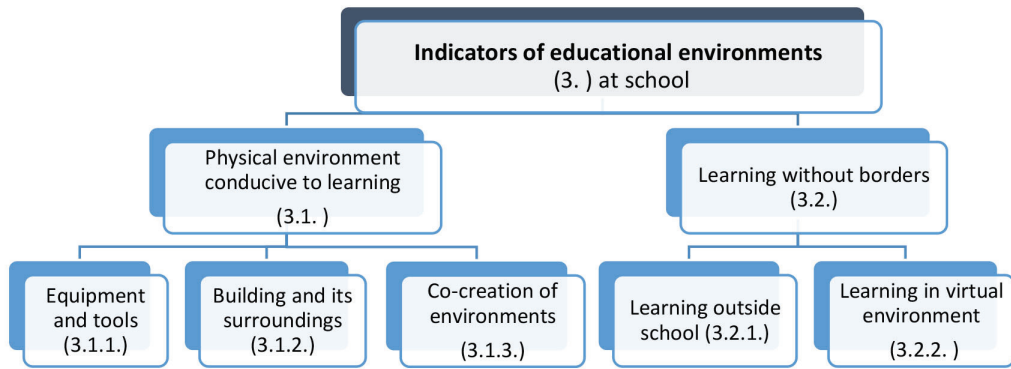 Indicators of educational environments
(3. ) at school
Physical environment
conducive to learning
(3.1. )
Learning without borders
(3.2.)
Equipment
and tools
(3.1.1.)
Building and its
surroundings
(3.1.2.)
Co-creation of
environments
(3.1.3.)
Learning outside
school (3.2.1.)
Learning in virtual
environment
(3.2.2. )